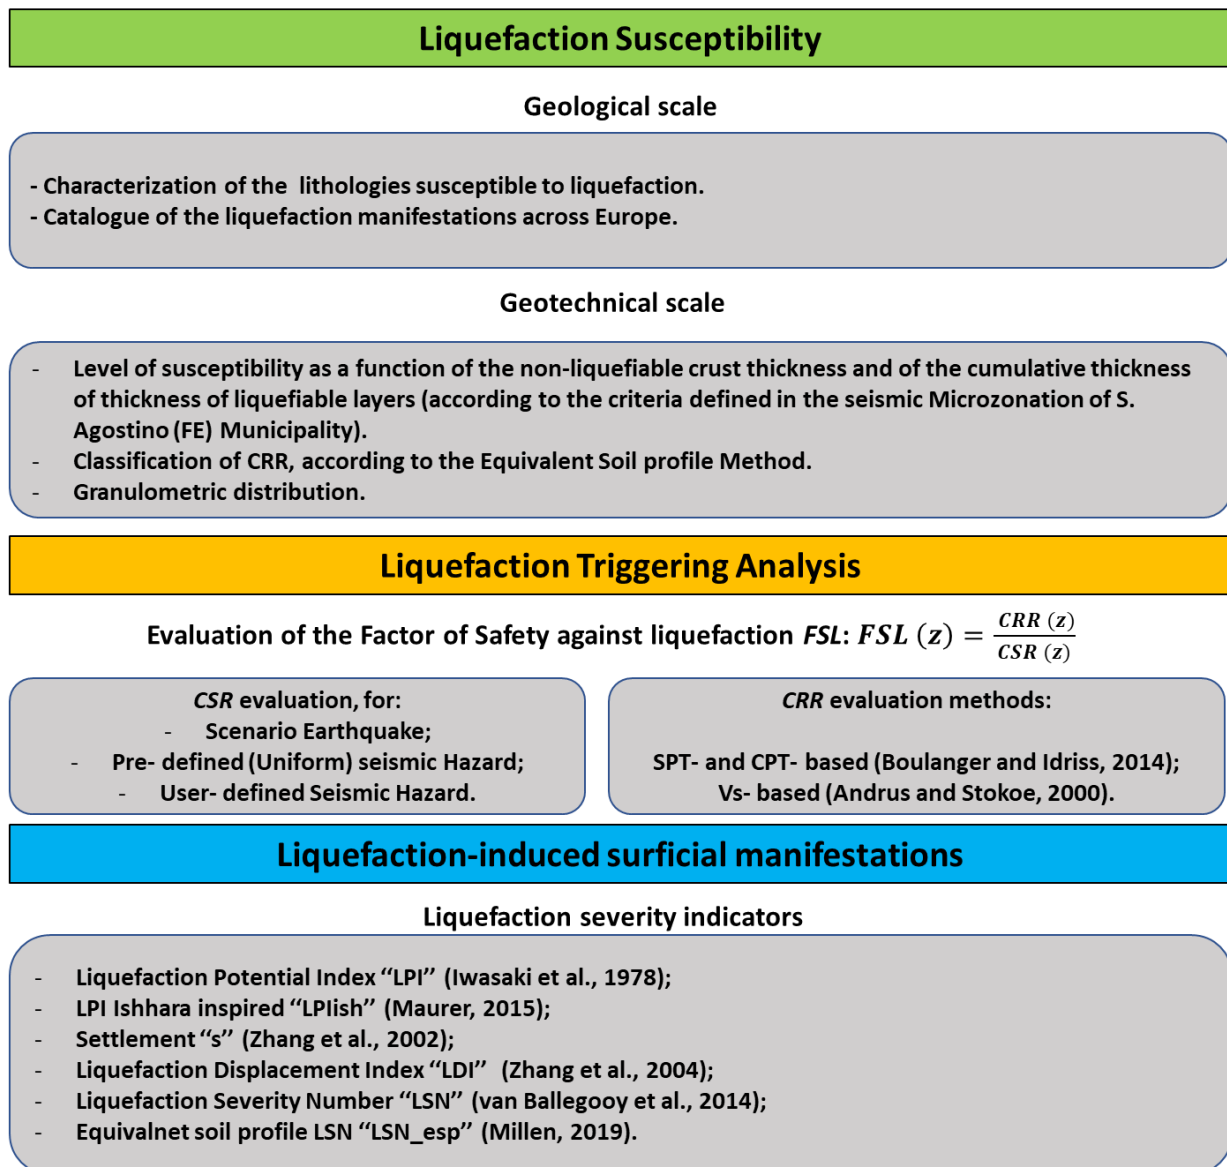 Liquefaction Susceptibility
Geological scale
- Characterization of the lithologies susceptible to liquefaction.
- Catalogue of the liquefaction manifestations across Europe.
Geotechnical scale
- Level of susceptibility as a function of the non-liquefiable crust thickness and of the cumulative thickness
of thickness of liquefiable layers (according to the criteria defined in the seismic Microzonation of S.
Agostino (FE) Municipality).
- Classification of CRR, according to the Equivalent Soil profile Method.
- Granulometric distribution.
Liquefaction Triggering Analysis
Evaluation of the Factor of Safety against liquefaction FSL: FSL (z) = CRR (z) / CSR (z)
CSR evaluation, for:
- Scenario Earthquake;
- Pre- defined (Uniform) seismic Hazard;
- User- defined Seismic Hazard.
CRR evaluation methods:
SPT- and CPT- based (Boulanger and Idriss, 2014);
Vs- based (Andrus and Stokoe, 2000).
Liquefaction-induced surficial manifestations
Liquefaction severity indicators
- Liquefaction Potential Index “LPI” (Iwasaki et al., 1978);
- LPI Ishhara inspired “LPIish” (Maurer, 2015);
- Settlement “s” (Zhang et al., 2002);
- Liquefaction Displacement Index “LDI” (Zhang et al., 2004);
- Liquefaction Severity Number “LSN” (van Ballegooy et al., 2014);
- Equivalnet soil profile LSN “LSN_esp” (Millen, 2019).